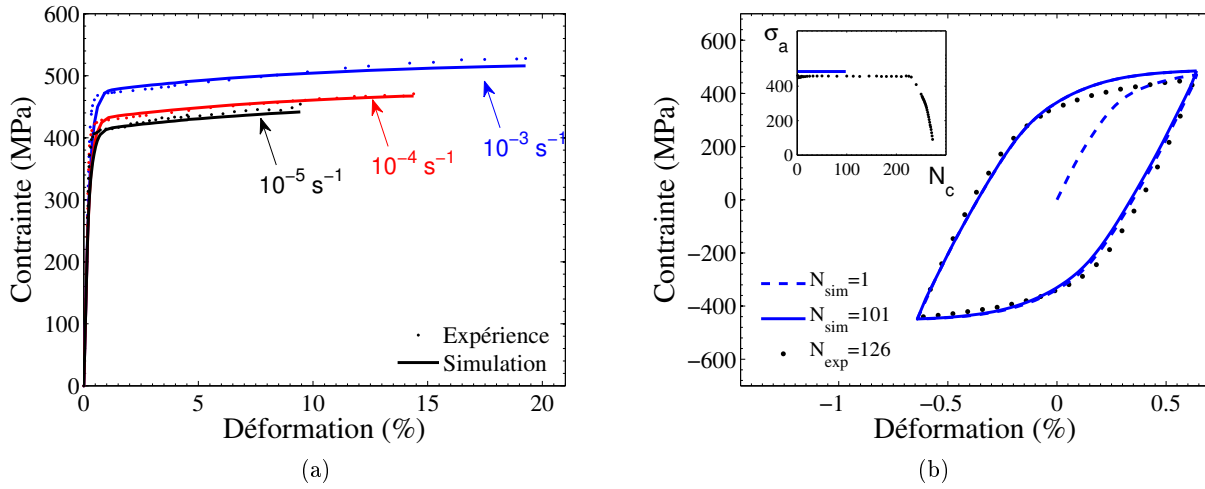 600
500
400
300
200
100
0
0
5
10
15
20
Contrainte (MPa)
Déformation (%)
10⁻³ s⁻¹
10⁻⁴ s⁻¹
10⁻⁵ s⁻¹
Expérience
Simulation
(a)
600
400
200
0
−200
−400
−600
−1
−0.5
0
0.5
Contrainte (MPa)
Déformation (%)
σa
800
400
200
0
0
100
200
Nc
Nsim=1
Nsim=101
Nexp=126
(b)